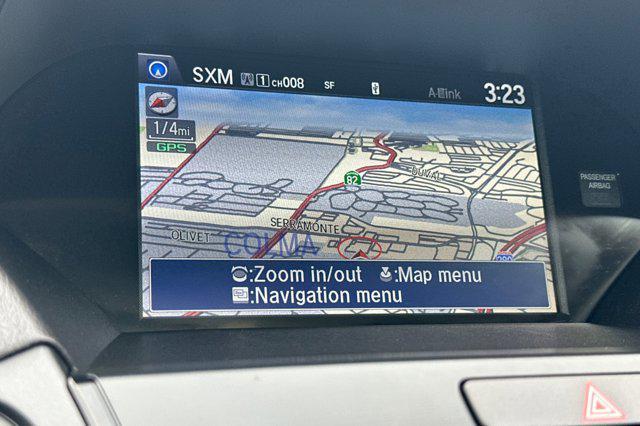 SXM 1 CH008 SF 3:23
1/4mi
GPS
82
DUVAL
SERRAMONTE
OLIVET
COLMA
:Zoom in/out :Map menu
:Navigation menu
PASSENGER
AIRBAG